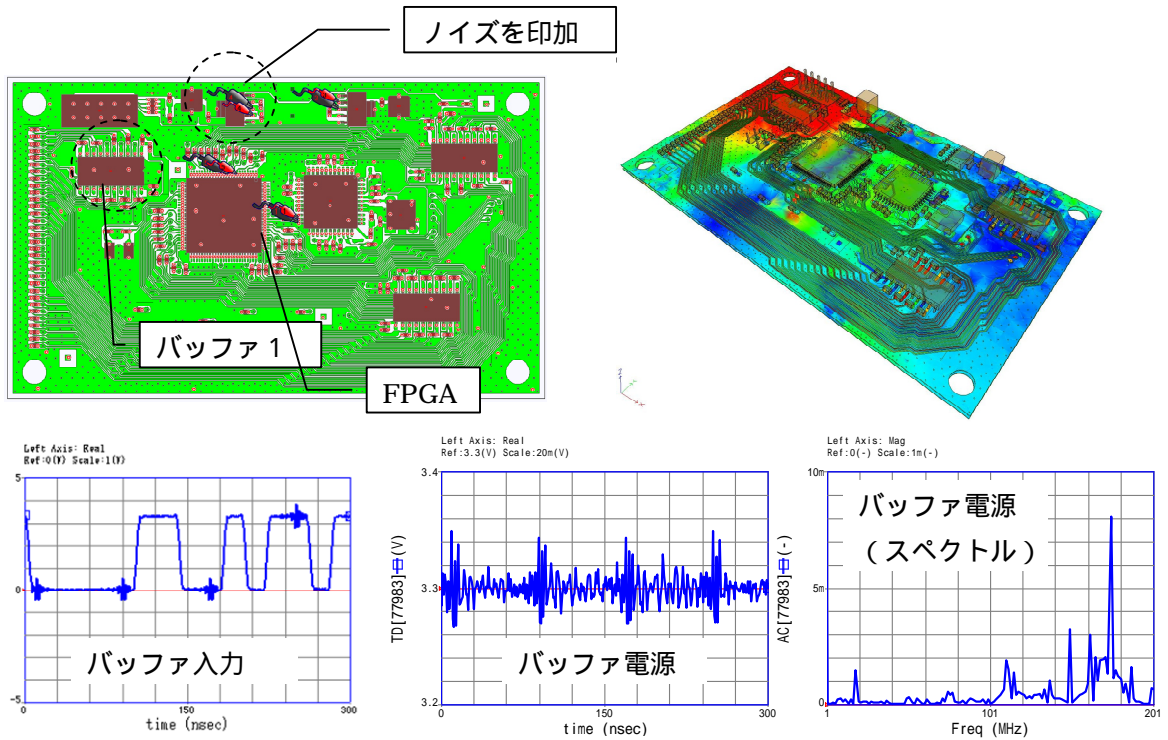 ノイズを印加
バッファ1
FPGA
Left Axis: Real
Ref:0(V) Scale:1(V)
5
0
-5
0
150
300
time (nsec)
バッファ入力
Left Axis: Real
Ref:3.3(V) Scale:20m(V)
3.4
3.3
3.2
TD[77983] (V)
0
150
300
time (nsec)
バッファ電源
Left Axis: Mag
Ref:0(-) Scale:1m(-)
10m
5m
0m
AC[77983] (-)
1
101
201
Freq (MHz)
バッファ電源
(スペクトル)